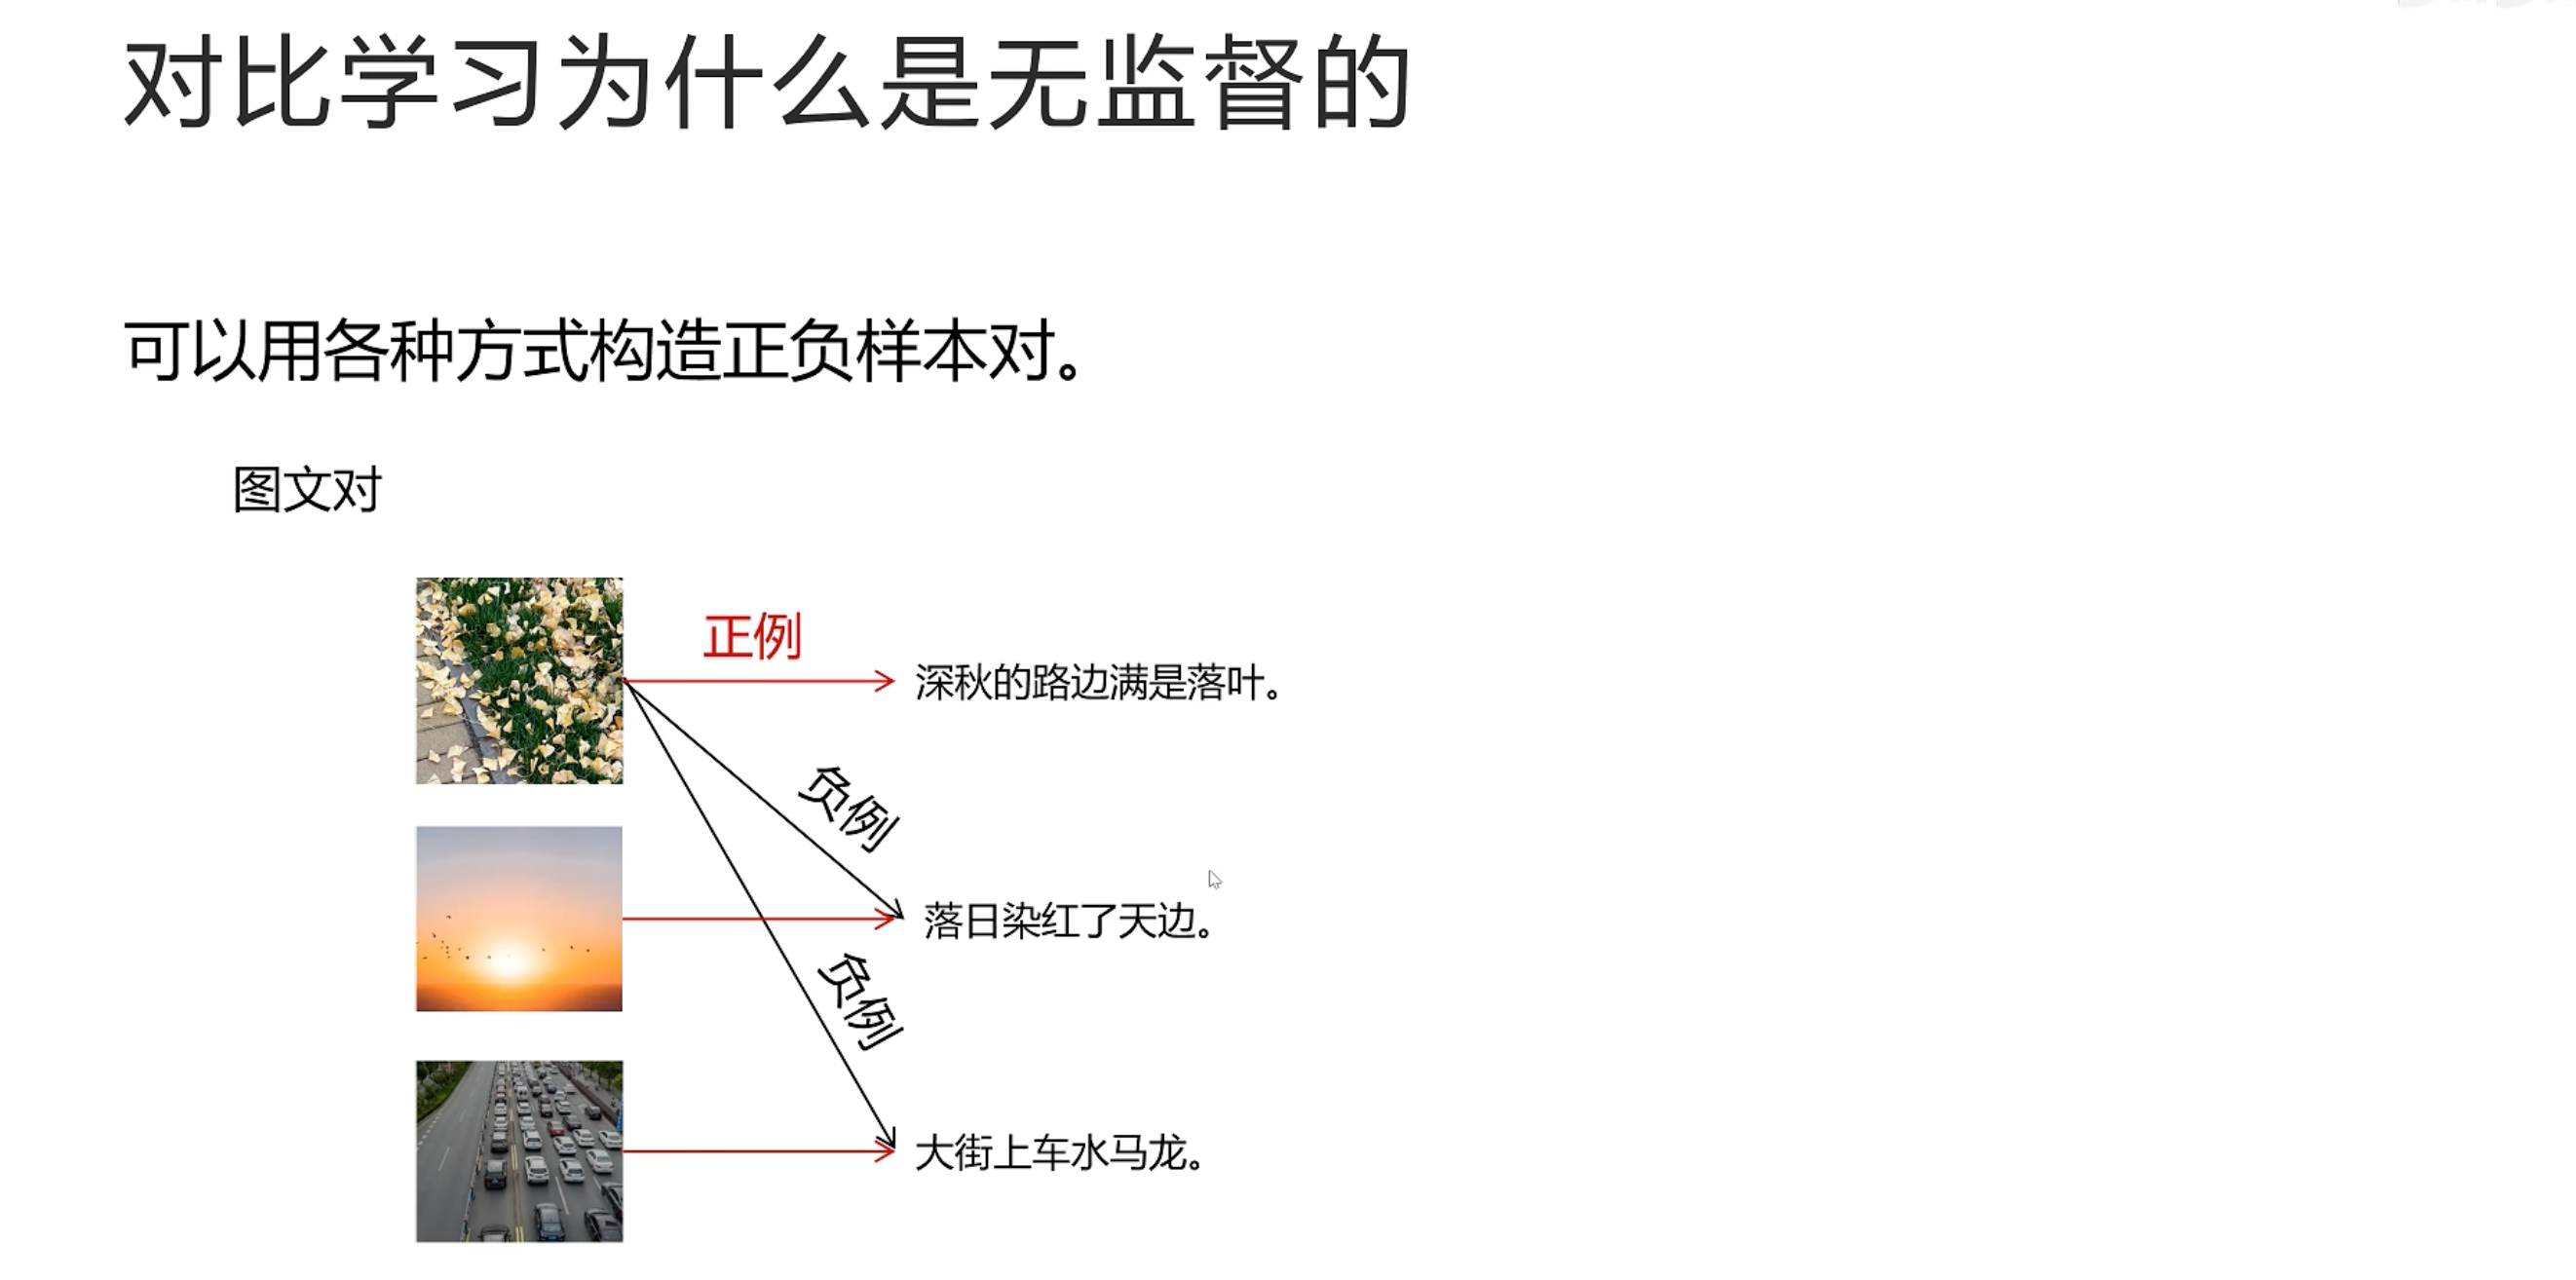 对比学习为什么是无监督的
可以用各种方式构造正负样本对。
图文对
正例
深秋的路边满是落叶。
负例
落日染红了天边。
负例
大街上车水马龙。